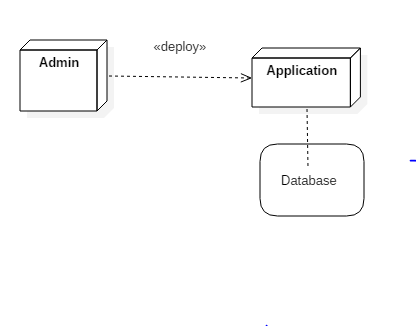 «deploy»
Admin
Application
Database